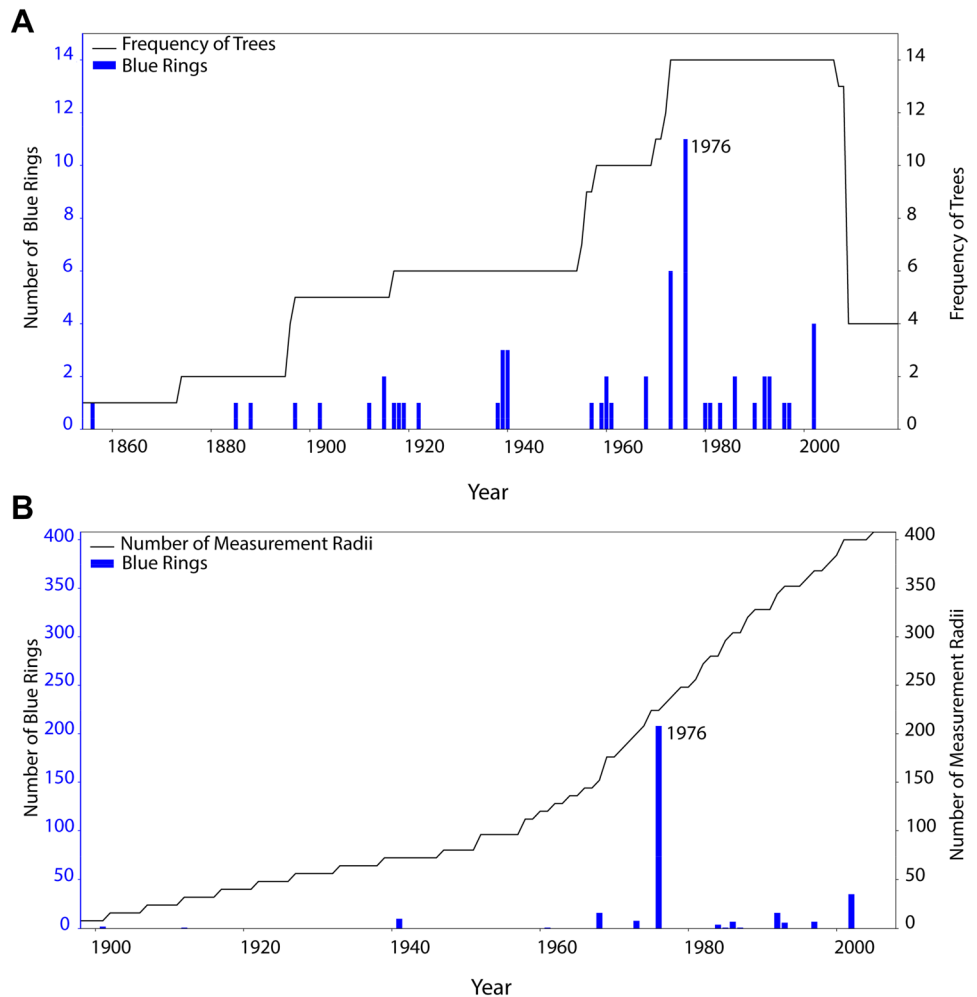 A
Frequency of Trees
Blue Rings
14
12
10
8
6
4
2
0
Number of Blue Rings
14
12
10
8
6
4
2
0
Frequency of Trees
1976
1860 1880 1900 1920 1940 1960 1980 2000
Year
B
Number of Measurement Radii
Blue Rings
400
350
300
250
200
150
100
50
0
Number of Blue Rings
400
350
300
250
200
150
100
50
0
Number of Measurement Radii
1976
1900 1920 1940 1960 1980 2000
Year